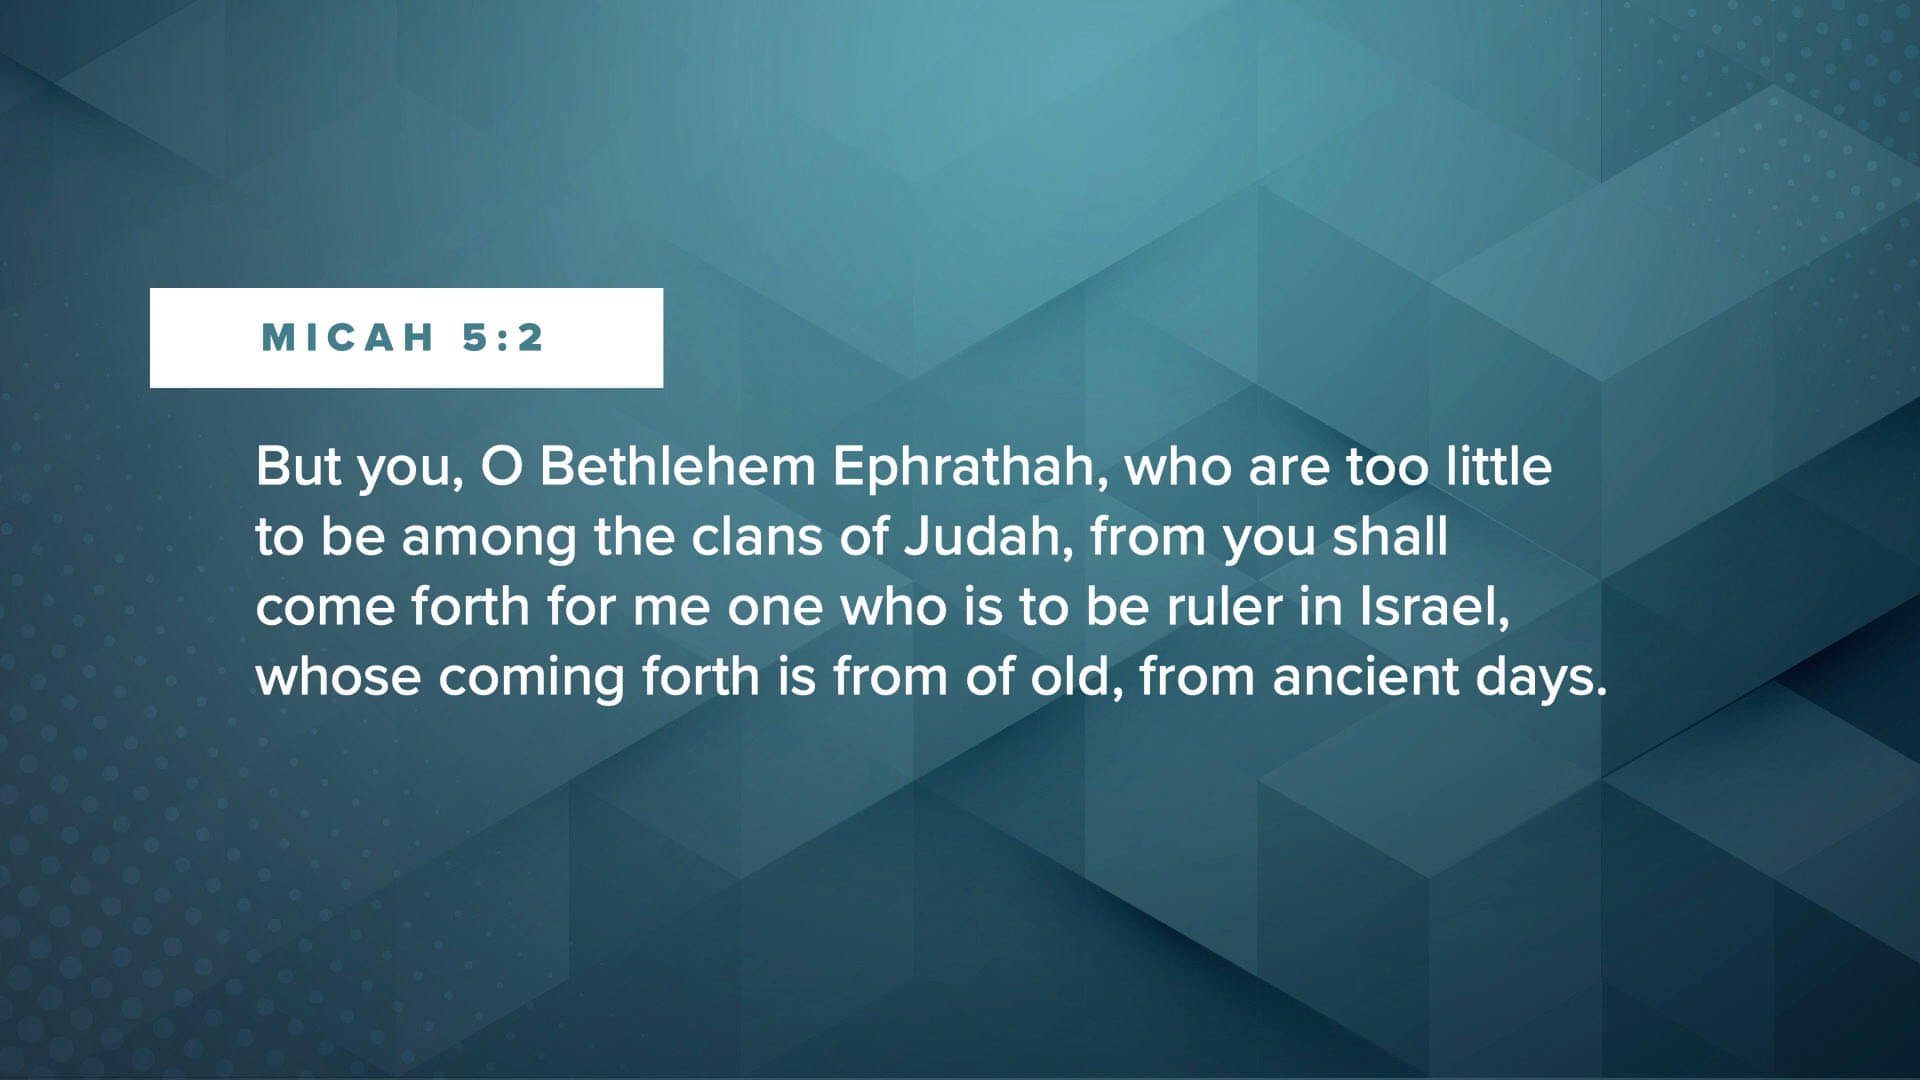 MICAH 5:2
But you, O Bethlehem Ephrathah, who are too little
to be among the clans of Judah, from you shall
come forth for me one who is to be ruler in Israel,
whose coming forth is from of old, from ancient days.